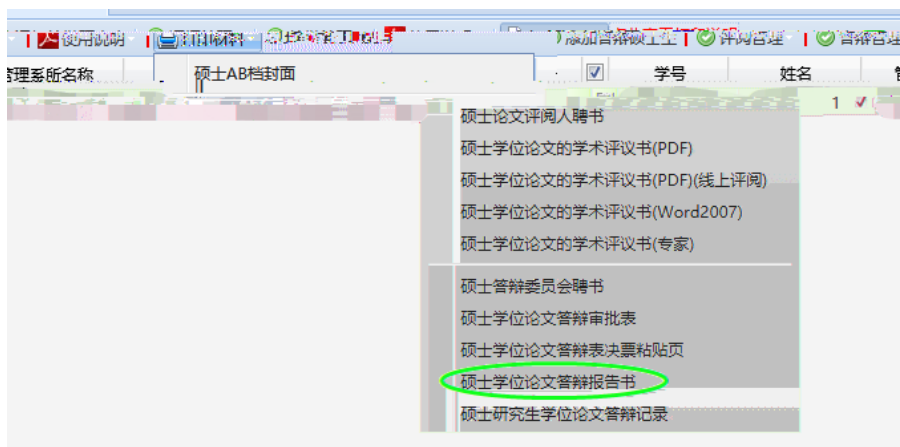 使用说明 打印材料 添加答辩硕士生 评阅管理
管理系所名称 硕士AB档封面 学号 姓名
1
硕士论文评阅人聘书
硕士学位论文的学术评议书(PDF)
硕士学位论文的学术评议书(PDF)(线上评阅)
硕士学位论文的学术评议书(Word2007)
硕士学位论文的学术评议书(专家)
硕士答辩委员会聘书
硕士学位论文答辩审批表
硕士学位论文答辩表决票粘贴页
硕士学位论文答辩报告书
硕士研究生学位论文答辩记录